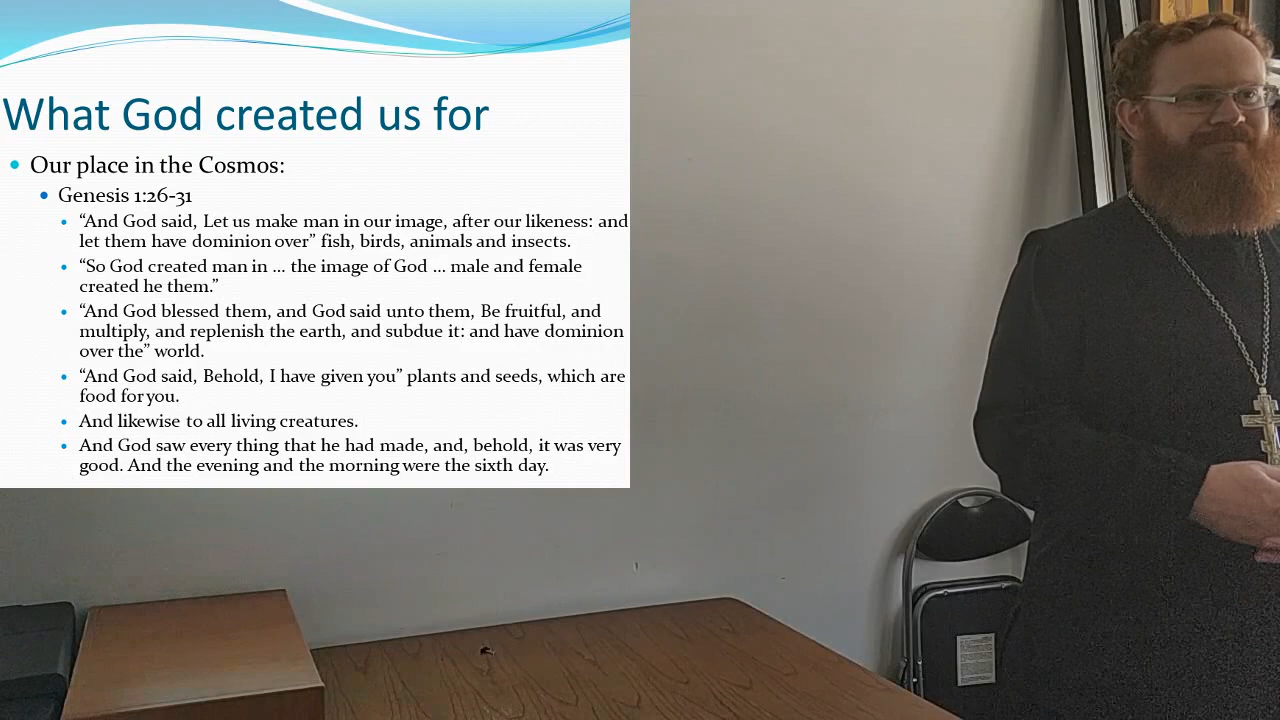 What God created us for
Our place in the Cosmos:
Genesis 1:26-31
“And God said, Let us make man in our image, after our likeness: and
let them have dominion over” fish, birds, animals and insects.
“So God created man in ... the image of God ... male and female
created he them.”
“And God blessed them, and God said unto them, Be fruitful, and
multiply, and replenish the earth, and subdue it: and have dominion
over the” world.
“And God said, Behold, I have given you” plants and seeds, which are
food for you.
And likewise to all living creatures.
And God saw every thing that he had made, and, behold, it was very
good. And the evening and the morning were the sixth day.